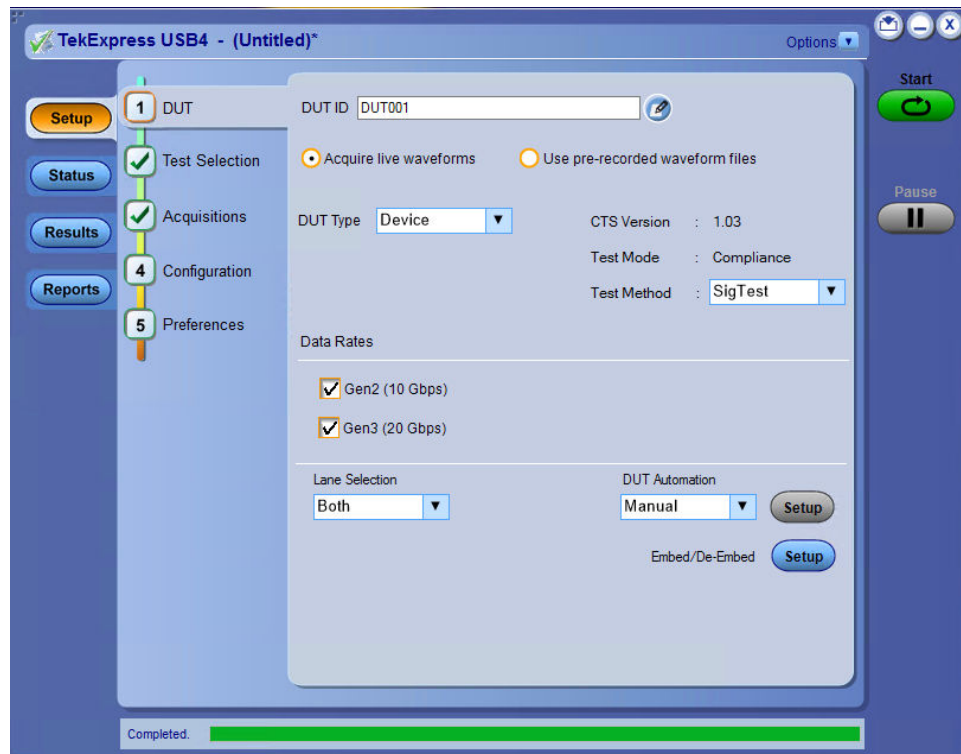 TekExpress USB4 - (Untitled)*
Options
Start
Pause
Setup
Status
Results
Reports
1 DUT
Test Selection
Acquisitions
4 Configuration
5 Preferences
DUT ID DUT001
Acquire live waveforms Use pre-recorded waveform files
DUT Type Device
CTS Version : 1.03
Test Mode : Compliance
Test Method : SigTest
Data Rates
Gen2 (10 Gbps)
Gen3 (20 Gbps)
Lane Selection
Both
DUT Automation
Manual Setup
Embed/De-Embed Setup
Completed.